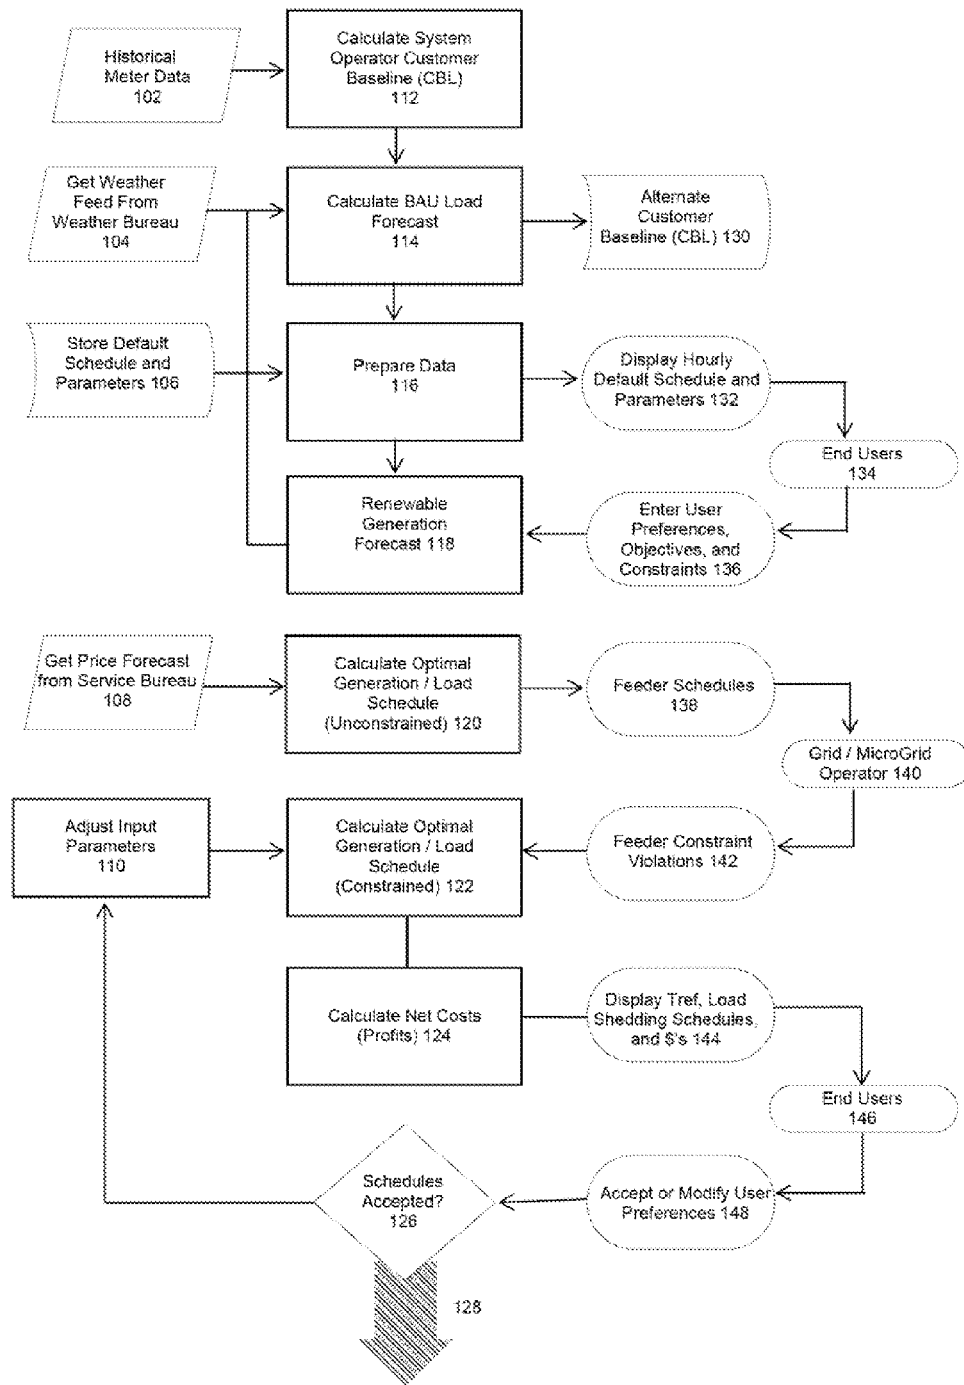 Historical
Meter Data
102
Calculate System
Operator Customer
Baseline (CBL)
112
Get Weather
Feed From
Weather Bureau
104
Calculate BAU Load
Forecast
114
Alternate
Customer
Baseline (CBL) 130
Store Default
Schedule and
Parameters 106
Prepare Data
116
Display Hourly
Default Schedule and
Parameters 132
End Users
134
Renewable
Generation
Forecast 118
Enter User
Preferences,
Objectives, and
Constraints 136
Get Price Forecast
from Service Bureau
108
Calculate Optimal
Generation / Load
Schedule
(Unconstrained) 120
Feeder Schedules
138
Grid / MicroGrid
Operator 140
Adjust Input
Parameters
110
Calculate Optimal
Generation / Load
Schedule
(Constrained) 122
Feeder Constraint
Violations 142
Calculate Net Costs
(Profits) 124
Display Tref, Load
Shedding Schedules,
and $'s 144
End Users
146
Schedules
Accepted?
126
Accept or Modify User
Preferences 148
128